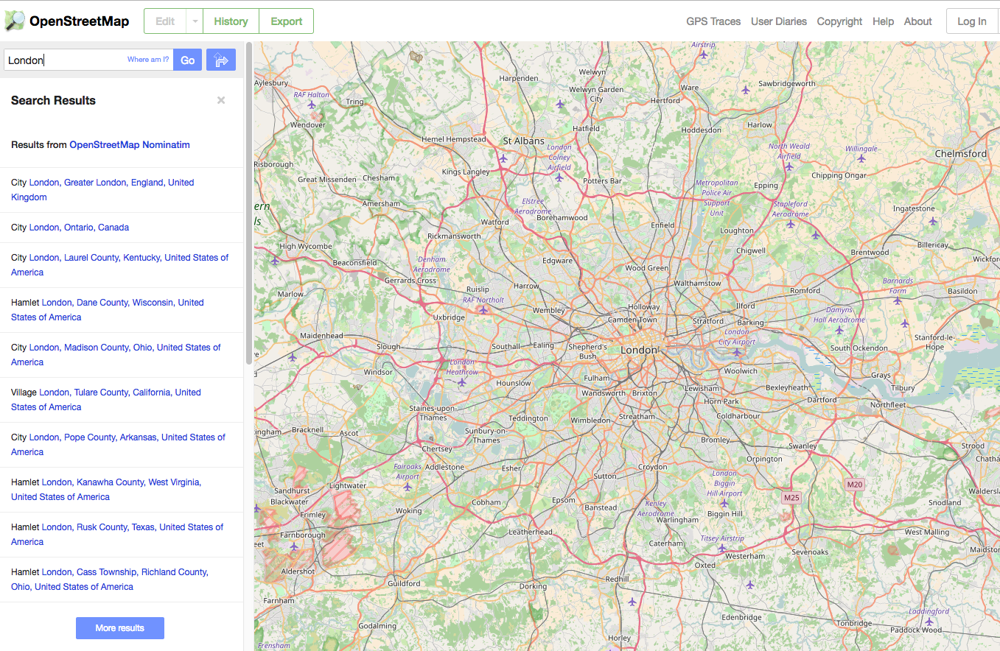 OpenStreetMap
Edit
History
Export
GPS Traces
User Diaries
Copyright
Help
About
Log In
London
Where am I?
Go
Search Results
×
Results from OpenStreetMap Nominatim
City London, Greater London, England, United
Kingdom
City London, Ontario, Canada
City London, Laurel County, Kentucky, United States of
America
Hamlet London, Dane County, Wisconsin, United
States of America
City London, Madison County, Ohio, United States of
America
Village London, Tulare County, California, United
States of America
City London, Pope County, Arkansas, United States of
America
Hamlet London, Kanawha County, West Virginia,
United States of America
Hamlet London, Rusk County, Texas, United States of
America
Hamlet London, Cass Township, Richland County,
Ohio, United States of America
More results
Airstrip
Welwyn
Harpenden
Aylesbury
Sawbridgeworth
Ware
Welwyn Garden
City
RAF Halton
Tring
Hertford
Wendover
Hatfield
Hoddesdon
Harlow
Hemel Hempstead
St Albans
London
Colney
Airfield
North Weald
Airfield
Willingale
Chelmsford
Risborough
Kings Langley
Great Missenden
Chesham
Potters Bar
Chipping Ongar
Metropolitan
Police Air
Support
Unit
Epping
ern
ls
Amersham
Elstree
Aerodrome
Stapleford
Aerodrome
Ingatestone
Watford
Borehamwood
Enfield
Loughton
Rickmansworth
High Wycombe
Billericay
Chigwell
Brentwood
Wickfor
Beaconsfield
Denham
Aerodrome
Edgware
Wood Green
Gerrards Cross
Harrow
Walthamstow
Barnards
Farm
Marlow
Ruislip
Romford
Basildon
RAF Northolt
Wembley
Holloway
Ilford
Uxbridge
Camden Town
Stratford
Barking
Damyns
Hall Aerodrome
Maidenhead
London
City Airport
Stanford-le-
Hope
Slough
Southall
Ealing
Shepherd's
Bush
London
South Ockendon
Windsor
London
Heathrow
Hounslow
Fulham
Woolwich
Grays
Wandsworth
Brixton
Lewisham
Bexleyheath
Tilbury
Horn Park
Dartford
Northfleet
Staines-upon-
Thames
Teddington
Wimbledon
Streatham
Coldharbour
ingham
Bracknell
Ascot
Sunbury-on-
Thames
Bromley
Swanley
Strood
Chertsey
Orpington
Chatha
Fairoaks
Airport
Addlestone
Esher
Croydon
Sutton
London
Biggin
Hill Airport
M20
Sandhurst
Lightwater
Blackwater
Cobham
Epsom
Banstead
Kenley
Aerodrome
M25
Waldersla
Snodland
Woking
Frimley
Biggin Hill
Warlingham
Farnborough
Leatherhead
West Malling
eet
Titsey Airstrip
Caterham
Westerham
Sevenoaks
Maidston
Aldershot
Oxted
Guildford
Dorking
Redhill
Farnham
Edenbridge
Laddingford
Godalming
Tonbridge
Paddock Wood
Horley
Frensham